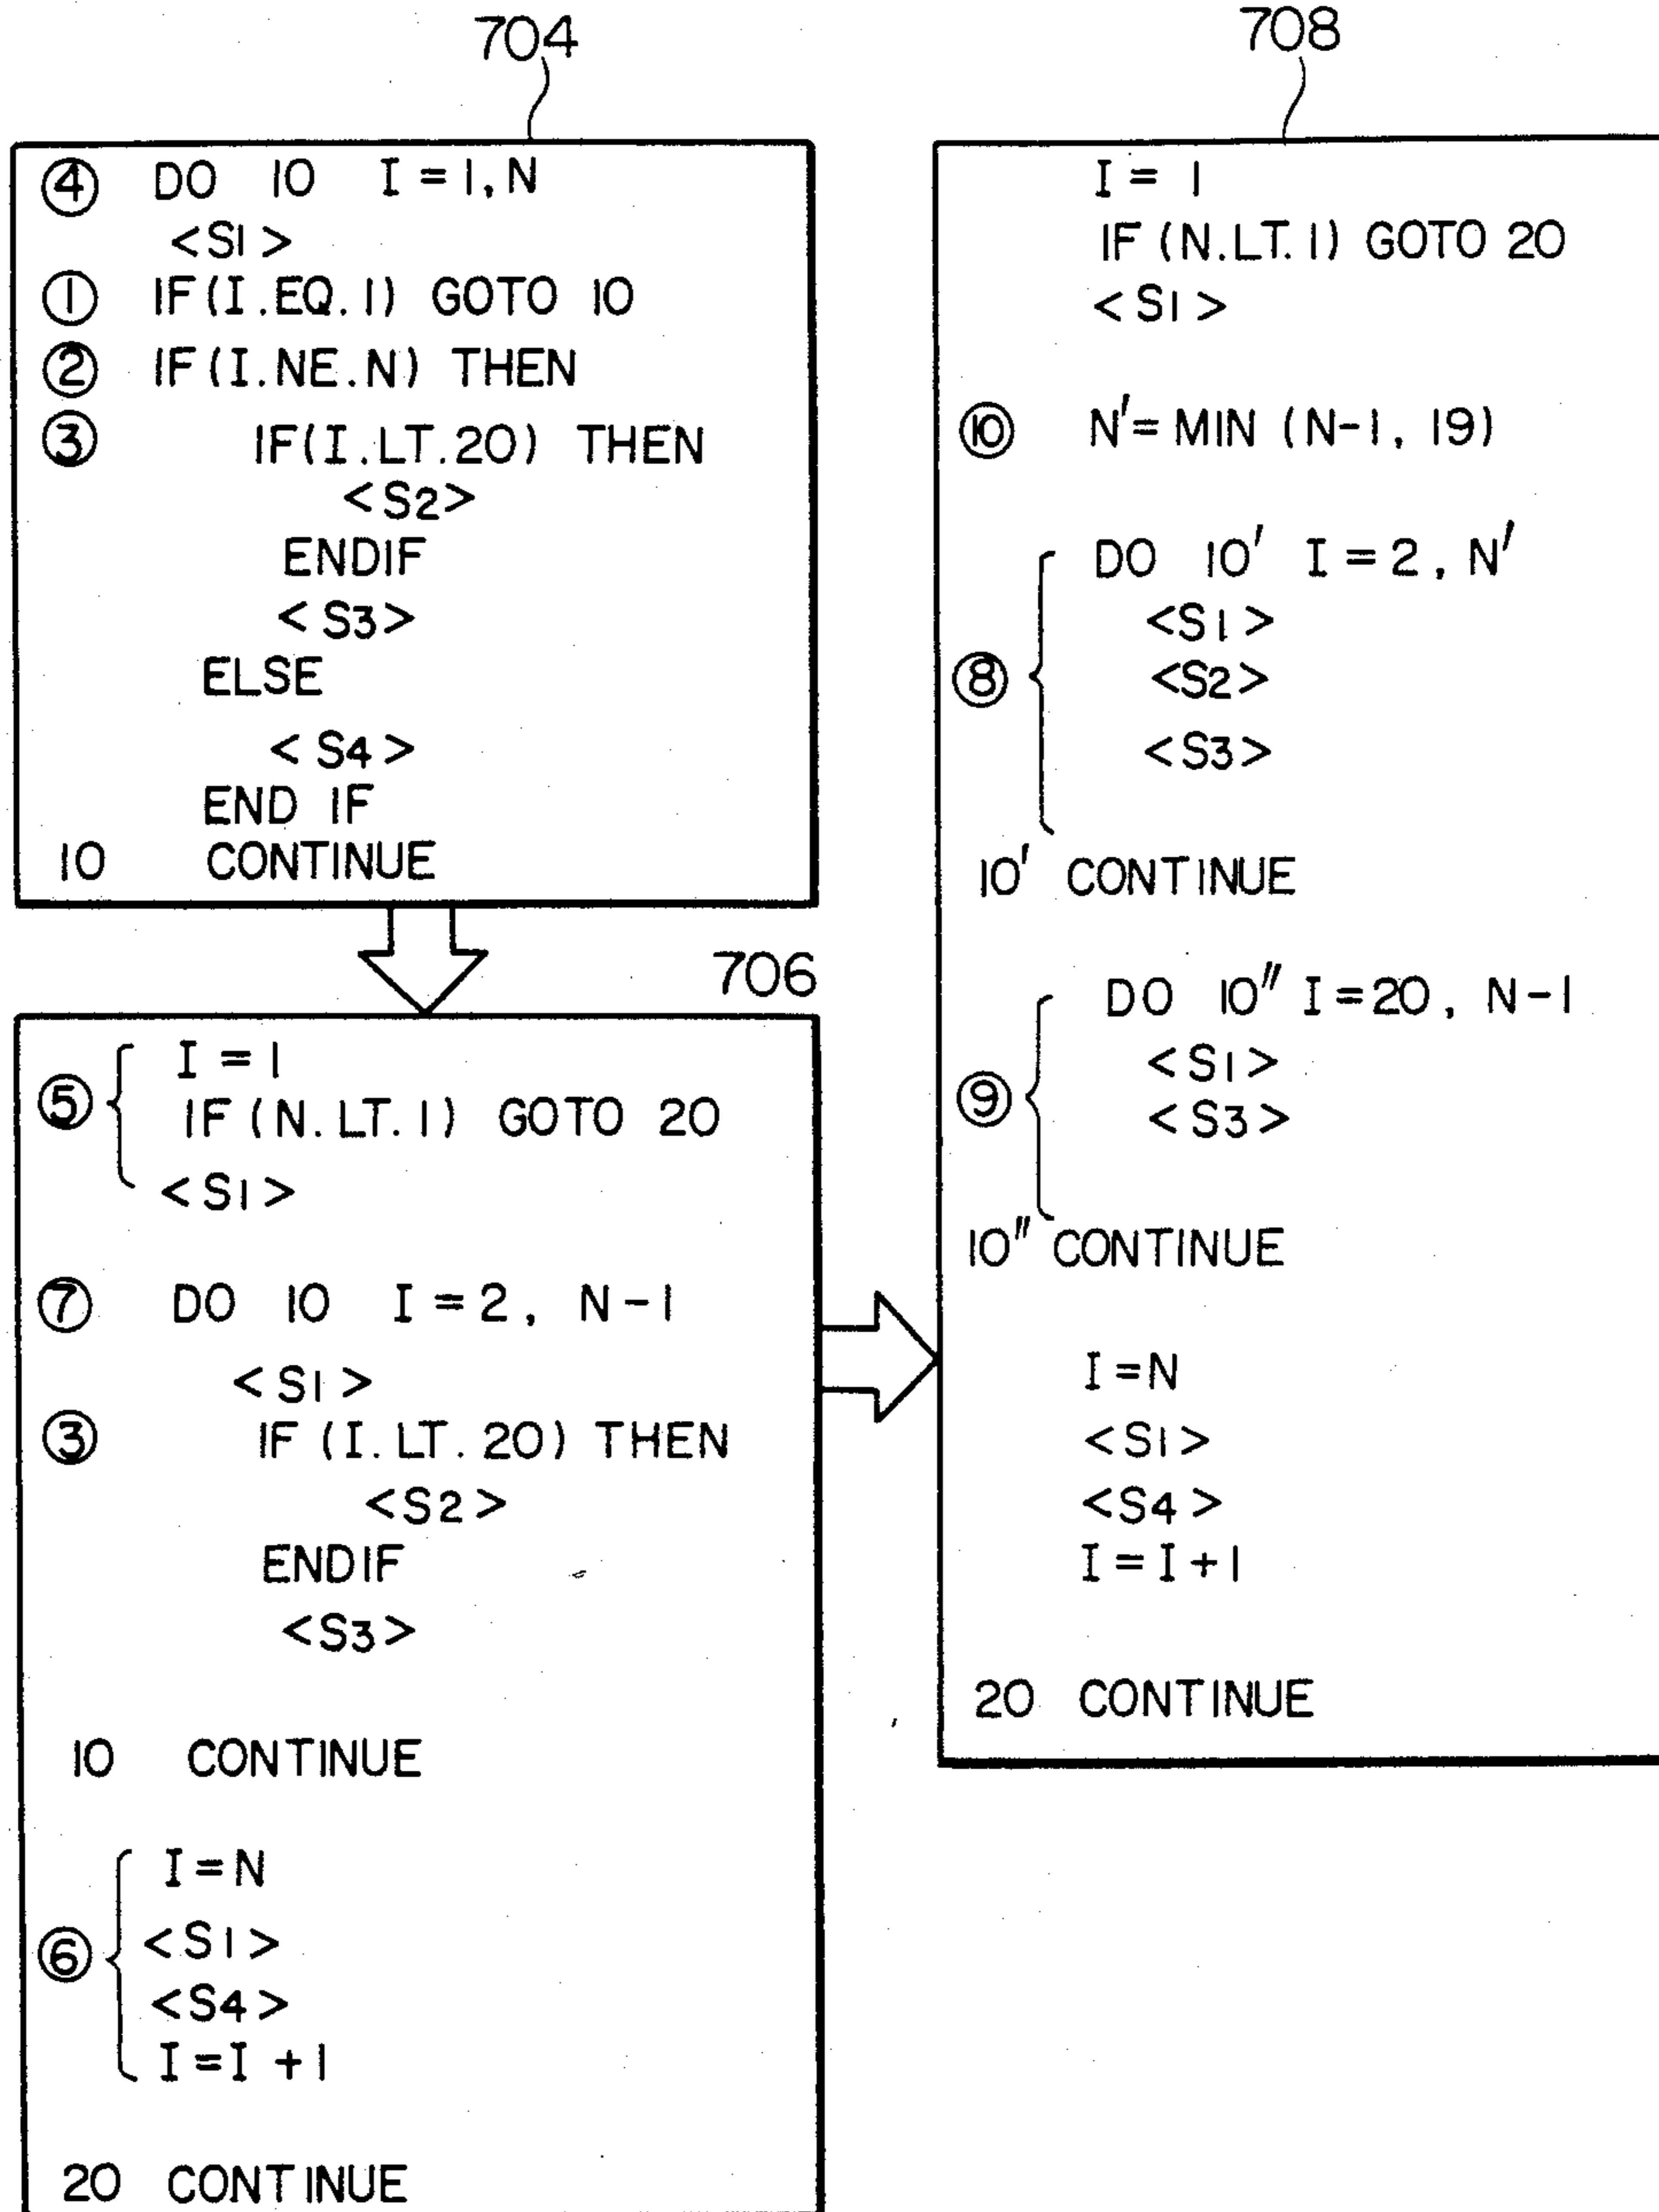 704
④ DO 10 I = 1, N
<S1>
① IF(I.EQ.1) GOTO 10
② IF(I.NE.N) THEN
③ IF(I.LT.20) THEN
<S2>
ENDIF
<S3>
ELSE
<S4>
END IF
10 CONTINUE
706
⑤ I = 1
IF(N.LT.1) GOTO 20
<S1>
⑦ DO 10 I = 2, N-1
<S1>
③ IF(I.LT.20) THEN
<S2>
ENDIF
<S3>
10 CONTINUE
I = N
⑥ <S1>
<S4>
I = I + 1
20 CONTINUE
708
I = 1
IF(N.LT.1) GOTO 20
<S1>
⑩ N' = MIN (N-1, 19)
DO 10' I = 2, N'
<S1>
⑧ <S2>
<S3>
10' CONTINUE
DO 10" I = 20, N-1
⑨ <S1>
<S3>
10" CONTINUE
I = N
<S1>
<S4>
I = I + 1
20 CONTINUE